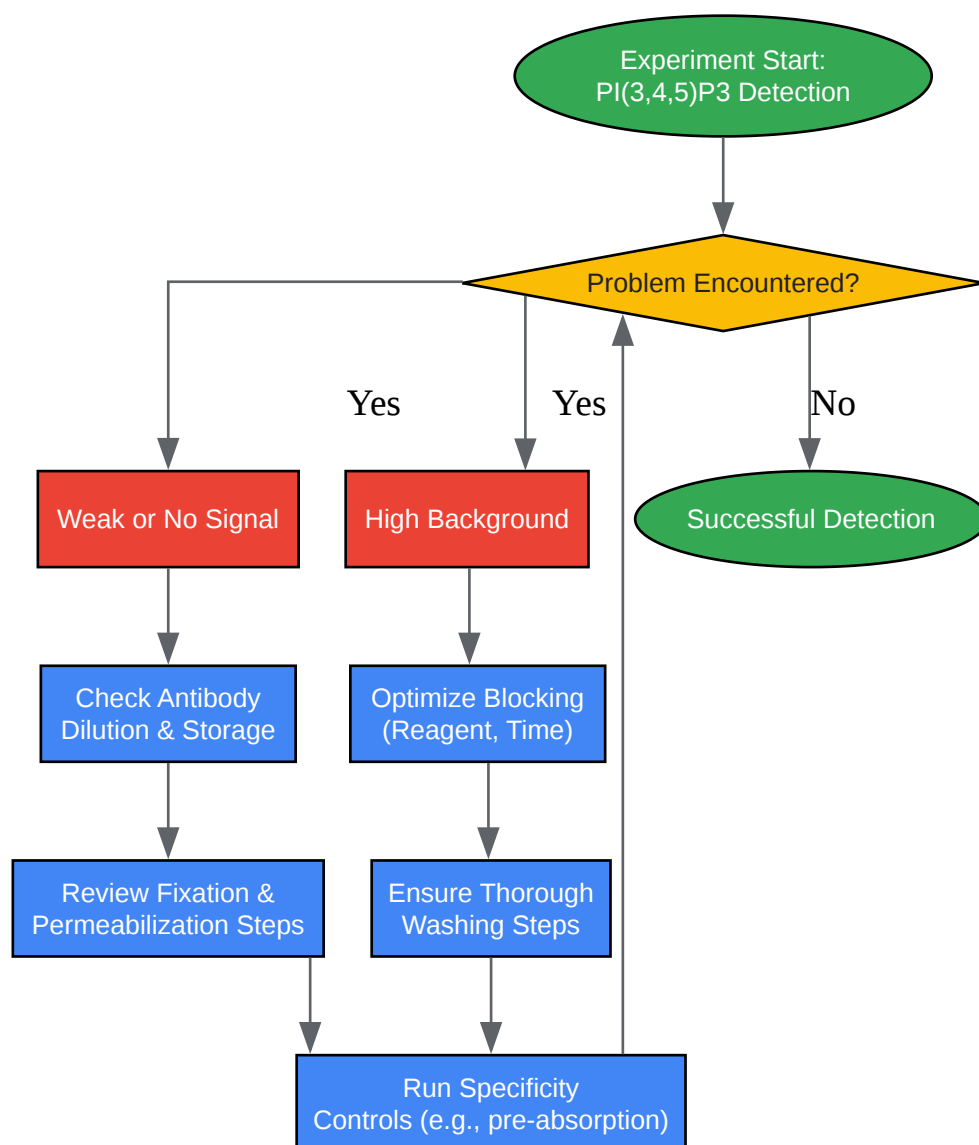 Experiment Start:
PI(3,4,5)P3 Detection
Problem Encountered?
Yes
Yes
No
Weak or No Signal
High Background
Successful Detection
Check Antibody
Dilution & Storage
Optimize Blocking
(Reagent, Time)
Review Fixation &
Permeabilization Steps
Ensure Thorough
Washing Steps
Run Specificity
Controls (e.g., pre-absorption)